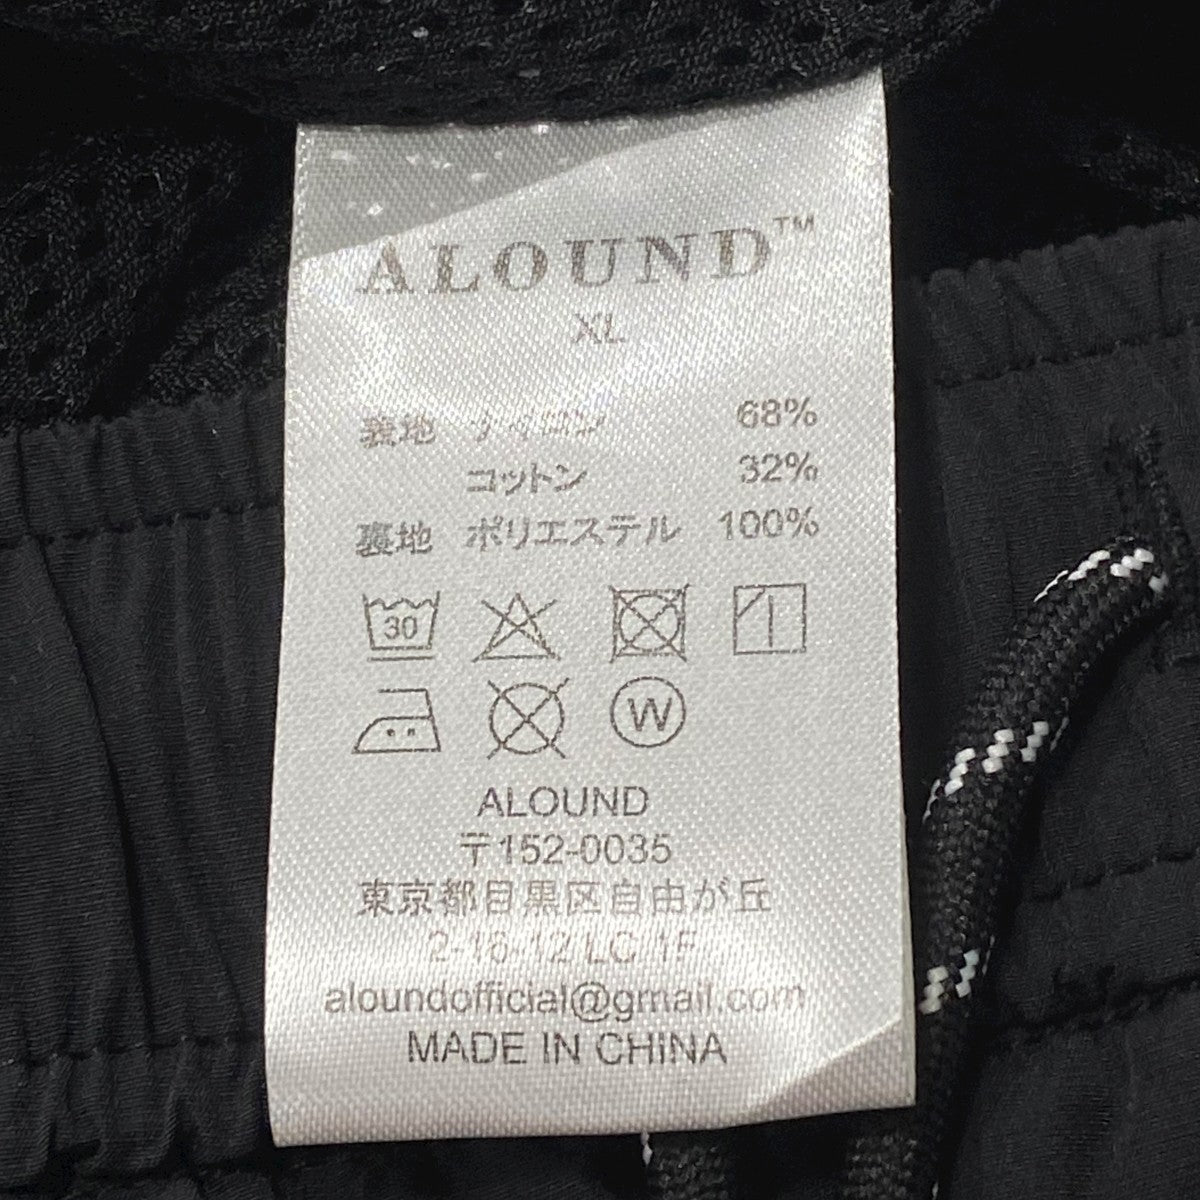 ALOUND™
XL
表地 ナイロン 68%
コットン 32%
裏地 ポリエステル 100%
30
W
ALOUND
〒152-0035
東京都目黒区自由が丘
2-16-12 LC 1F
aloundofficial@gmail.com
MADE IN CHINA